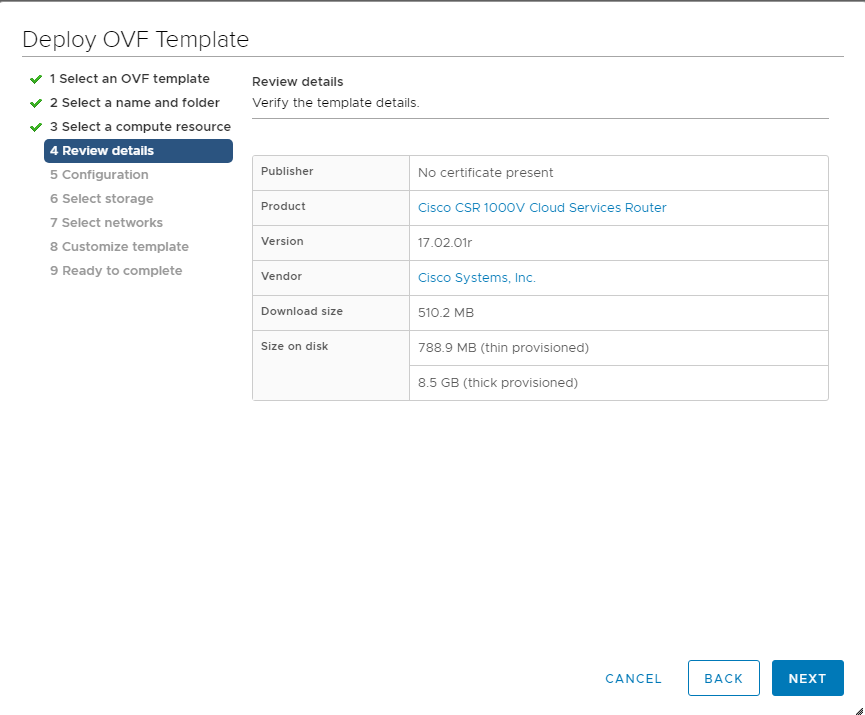 Deploy OVF Template
1 Select an OVF template
2 Select a name and folder
3 Select a compute resource
4 Review details
5 Configuration
6 Select storage
7 Select networks
8 Customize template
9 Ready to complete
Review details
Verify the template details.
Publisher No certificate present
Product Cisco CSR 1000V Cloud Services Router
Version 17.02.01r
Vendor Cisco Systems, Inc.
Download size 510.2 MB
Size on disk 788.9 MB (thin provisioned)
8.5 GB (thick provisioned)
CANCEL BACK NEXT